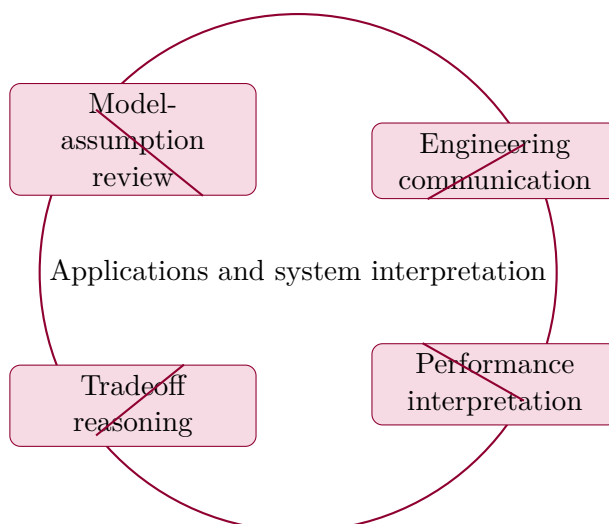 Model-
assumption
review
Engineering
communication
Applications and system interpretation
Tradeoff
reasoning
Performance
interpretation